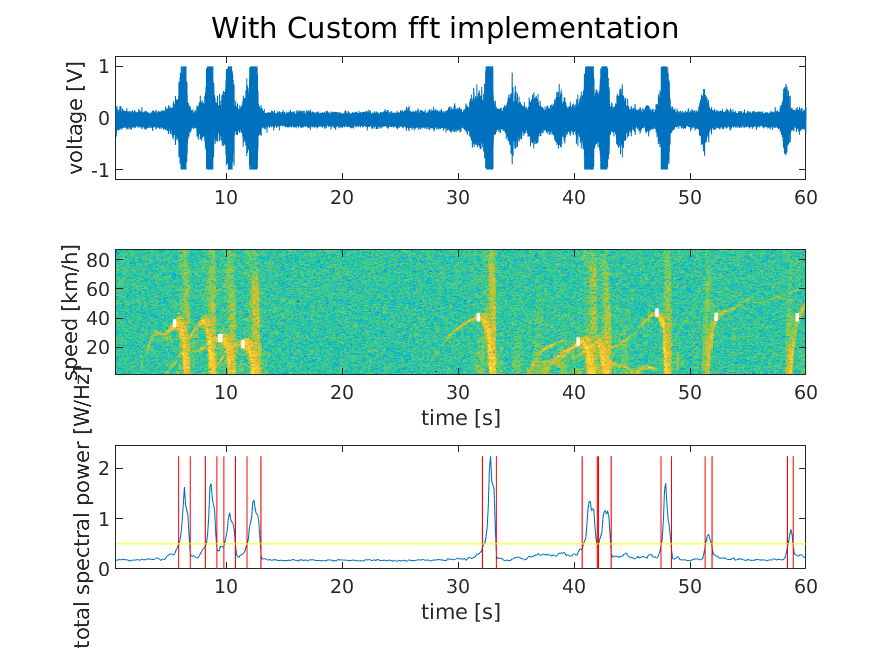 With Custom fft implementation
voltage [V]
1
0
-1
10 20 30 40 50 60
speed [km/h]
80
60
40
20
10 20 30 40 50 60
time [s]
total spectral power [W/Hz]
2
1
0
10 20 30 40 50 60
time [s]